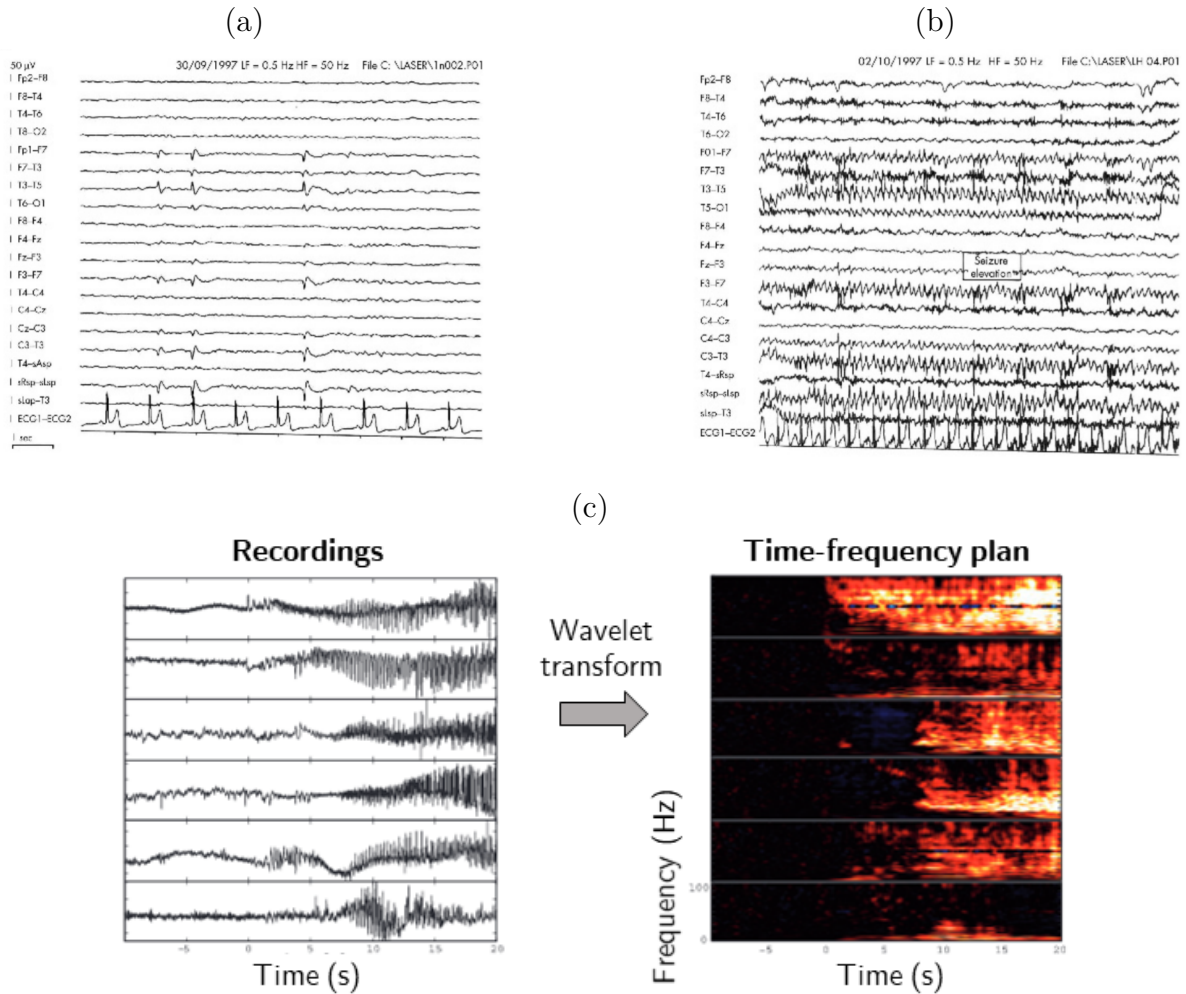 (a)
50 µV 30/09/1997 LF = 0.5 Hz HF = 50 Hz File C: \LASER\1n002.P01
Fp2–F8
F8–T4
T4–T6
T8–O2
Fp1–F7
F7–T3
T3–T5
T6–O1
F8–F4
F4–Fz
Fz–F3
F3–F7
T4–C4
C4–Cz
Cz–C3
C3–T3
T4–sAsp
sRsp–slsp
slap–T3
ECG1–ECG2
1 sec
(b)
02/10/1997 LF = 0.5 Hz HF = 50 Hz File C:\LASER\LH 04.P01
Fp2–F8
F8–T4
T4–T6
T6–O2
FO1–F7
F7–T3
T3–T5
T5–O1
F8–F4
F4–Fz
Fz–F3
F3–F7
T4–C4
C4–Cz
C4–C3
C3–T3
T4–sRsp
sRsp–slsp
slsp–T3
ECG1–ECG2
Seizure
elevation
(c)
Recordings
-5 0 5 10 15 20
Time (s)
Wavelet
transform
Time-frequency plan
Frequency (Hz)
100
0
-5 0 5 10 15 20
Time (s)